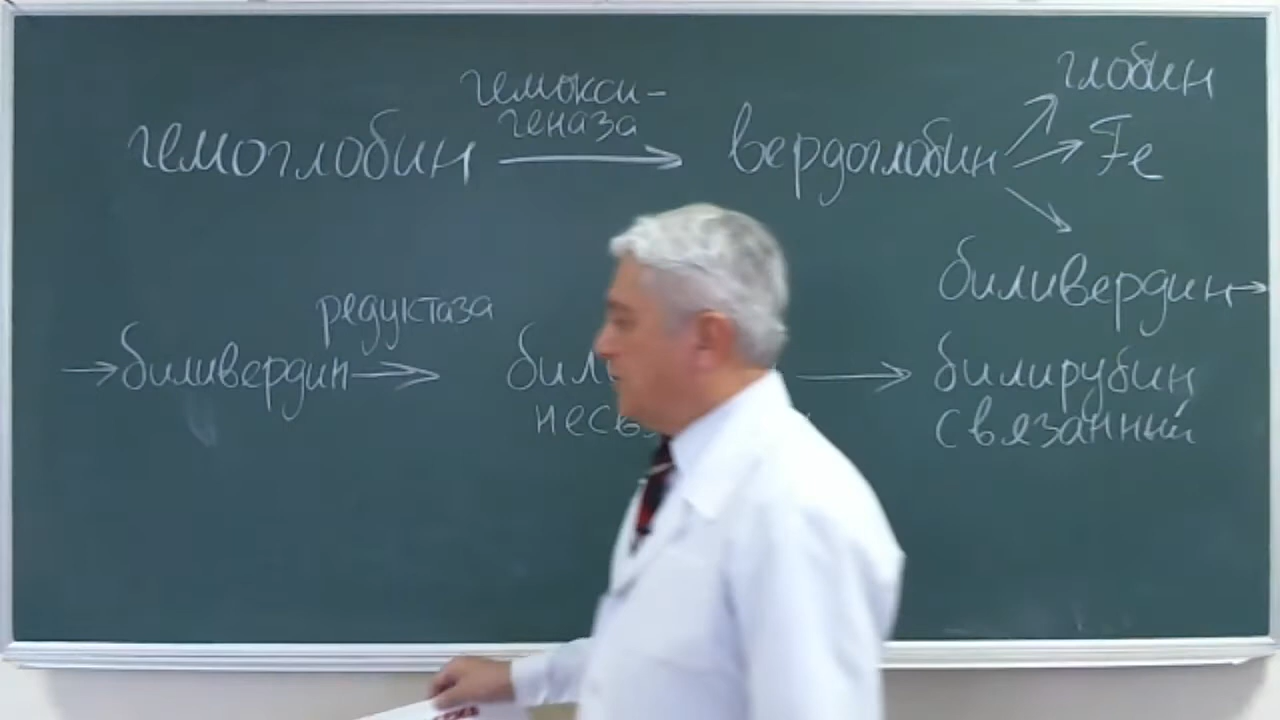 гемокси-
геназа
гемоглобин → вердоглобин
глобин
Fe
биливердин →
редуктаза
→ биливердин → → билирубин
связанный